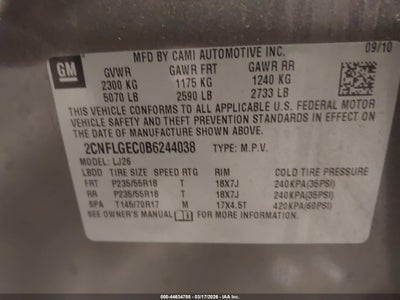 MFD BY CAMI AUTOMOTIVE INC. 09/10
GM
GVWR GAWR FRT GAWR RR
2300 KG 1175 KG 1240 KG
5070 LB 2590 LB 2733 LB
THIS VEHICLE CONFORMS TO ALL APPLICABLE U.S. FEDERAL MOTOR
VEHICLE SAFETY AND THEFT PREVENTION STANDARDS IN EFFECT ON
THE DATE OF MANUFACTURE SHOWN ABOVE.
2CNFLGEC0B6244038 TYPE: M.P.V.
MODEL: LJ26
LBDD TIRE SIZE SPEED RTG RIM COLD TIRE PRESSURE
FRT P235/55R18 T 18X7J 240KPA(35PSI)
RR P235/55R18 T 18X7J 240KPA(35PSI)
SPA T145/70R17 M 17X4.5T 420KPA(60PSI)
SEE OWNER'S MANUAL FOR ADDITIONAL INFORMATION.
STOCK#: 44634788 - 03/17/2026 - IAAI.COM